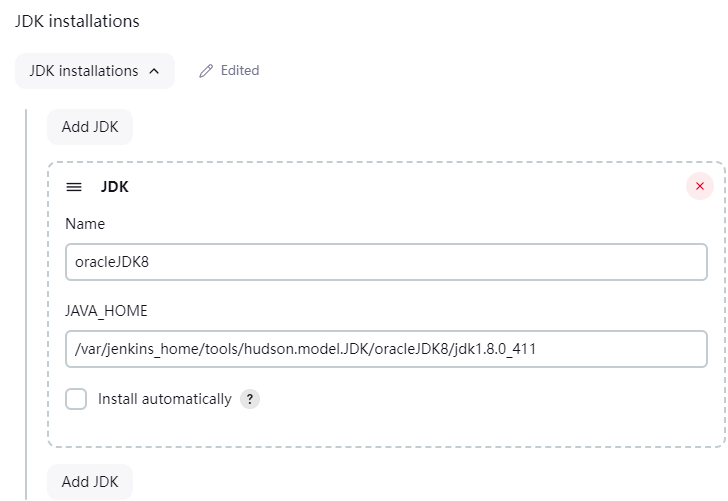 JDK installations
JDK installations
Edited
Add JDK
JDK
Name
oracleJDK8
JAVA_HOME
/var/jenkins_home/tools/hudson.model.JDK/oracleJDK8/jdk1.8.0_411
Install automatically ?
Add JDK